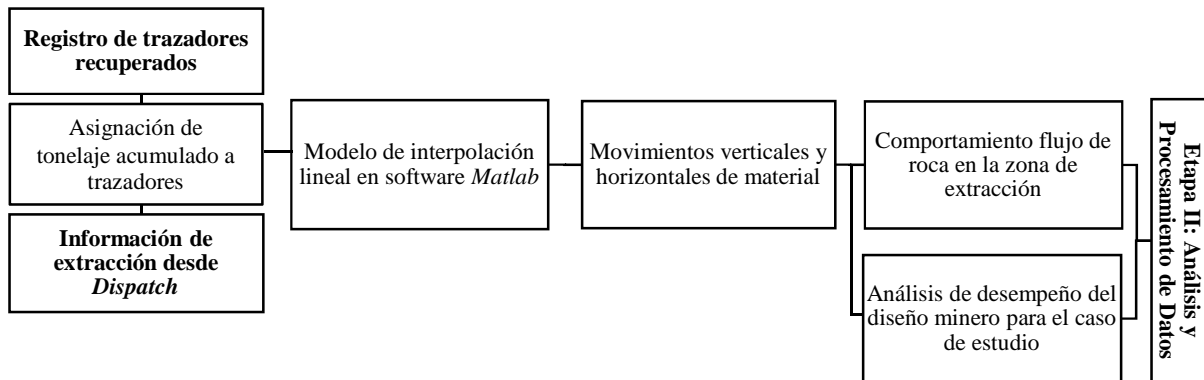 Registro de trazadores
recuperados
Asignación de
tonelaje acumulado a
trazadores
Información de
extracción desde
Dispatch
Modelo de interpolación
lineal en software Matlab
Movimientos verticales y
horizontales de material
Comportamiento flujo de
roca en la zona de
extracción
Análisis de desempeño del
diseño minero para el caso
de estudio
Etapa II: Análisis y
Procesamiento de Datos